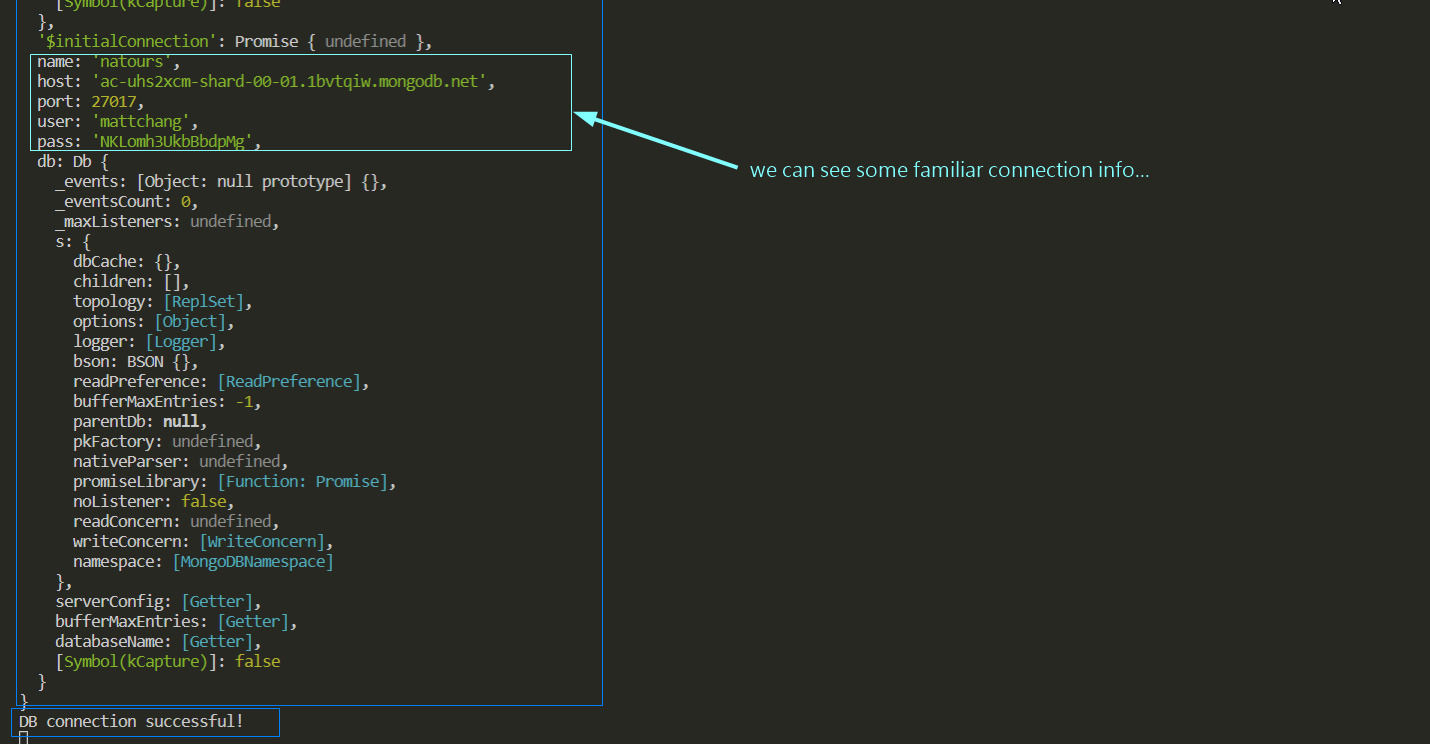 [Symbol(kCapture)]: false
},
'$initialConnection': Promise { undefined },
name: 'natours',
host: 'ac-uhs2xcm-shard-00-01.1bvtqiw.mongodb.net',
port: 27017,
user: 'mattchang',
pass: 'NKLomh3UkbBbdpMg',
we can see some familiar connection info...
db: Db {
_events: [Object: null prototype] {},
_eventsCount: 0,
_maxListeners: undefined,
s: {
dbCache: {},
children: [],
topology: [ReplSet],
options: [Object],
logger: [Logger],
bson: BSON {},
readPreference: [ReadPreference],
bufferMaxEntries: -1,
parentDb: null,
pkFactory: undefined,
nativeParser: undefined,
promiseLibrary: [Function: Promise],
noListener: false,
readConcern: undefined,
writeConcern: [WriteConcern],
namespace: [MongoDBNamespace]
},
serverConfig: [Getter],
bufferMaxEntries: [Getter],
databaseName: [Getter],
[Symbol(kCapture)]: false
}
}
DB connection successful!